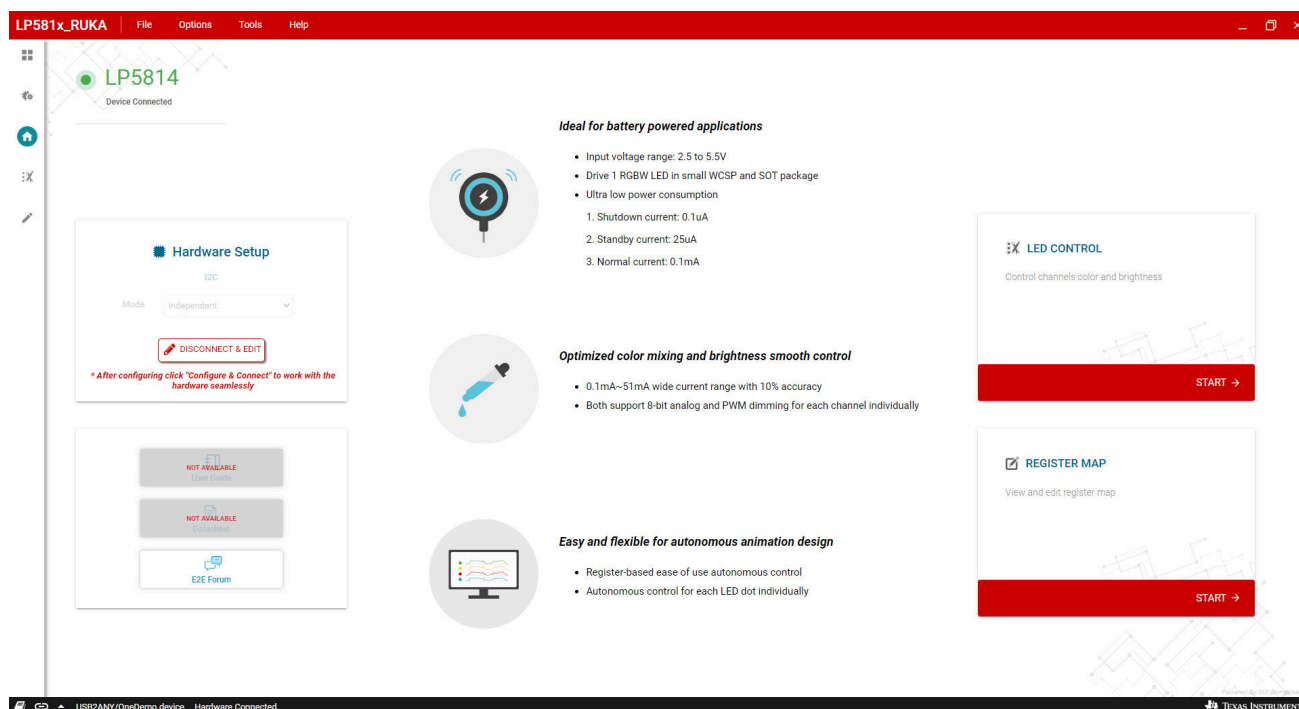 LP581x_RUKA File Options Tools Help
LP5814
Device Connected
Hardware Setup
I2C
Mode Independent
DISCONNECT & EDIT
* After configuring click "Configure & Connect" to work with the
hardware seamlessly
NOT AVAILABLE
User Guide
NOT AVAILABLE
Datasheet
E2E Forum
Ideal for battery powered applications
• Input voltage range: 2.5 to 5.5V
• Drive 1 RGBW LED in small WCSP and SOT package
• Ultra low power consumption
1. Shutdown current: 0.1uA
2. Standby current: 25uA
3. Normal current: 0.1mA
Optimized color mixing and brightness smooth control
• 0.1mA~51mA wide current range with 10% accuracy
• Both support 8-bit analog and PWM dimming for each channel individually
Easy and flexible for autonomous animation design
• Register-based ease of use autonomous control
• Autonomous control for each LED dot individually
LED CONTROL
Control channels color and brightness
START →
REGISTER MAP
View and edit register map
START →
USB2ANY/OneDemo device Hardware Connected
TEXAS INSTRUMENT